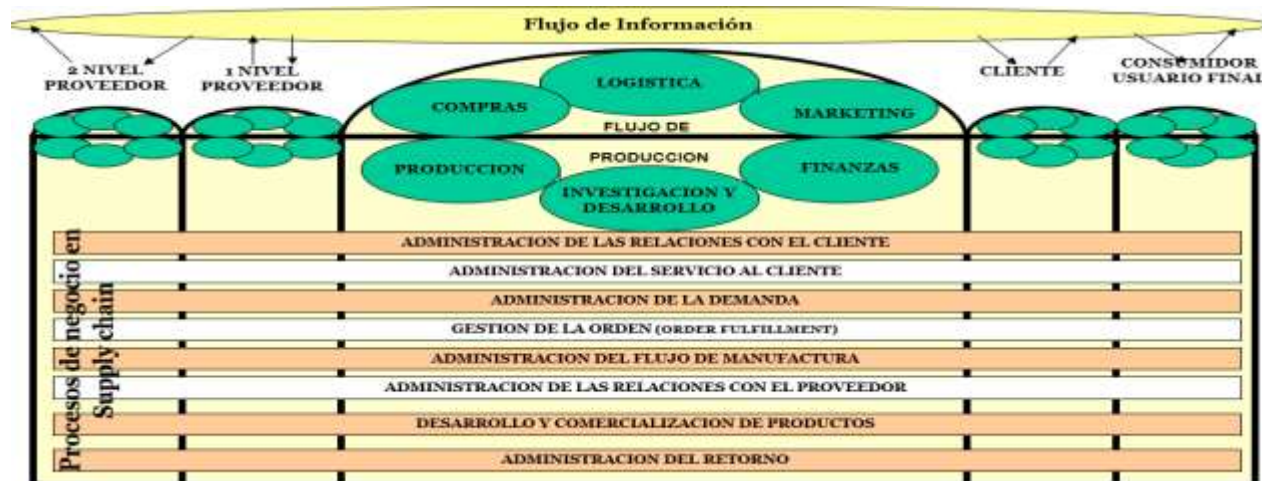 Flujo de Información
2 NIVEL
PROVEEDOR
1 NIVEL
PROVEEDOR
CLIENTE
CONSUMIDOR
USUARIO FINAL
LOGISTICA
COMPRAS
MARKETING
FLUJO DE
PRODUCCION
PRODUCCION
FINANZAS
INVESTIGACION Y
DESARROLLO
Procesos de negocio en
Supply chain
ADMINISTRACION DE LAS RELACIONES CON EL CLIENTE
ADMINISTRACION DEL SERVICIO AL CLIENTE
ADMINISTRACION DE LA DEMANDA
GESTION DE LA ORDEN (ORDER FULFILLMENT)
ADMINISTRACION DEL FLUJO DE MANUFACTURA
ADMINISTRACION DE LAS RELACIONES CON EL PROVEEDOR
DESARROLLO Y COMERCIALIZACION DE PRODUCTOS
ADMINISTRACION DEL RETORNO